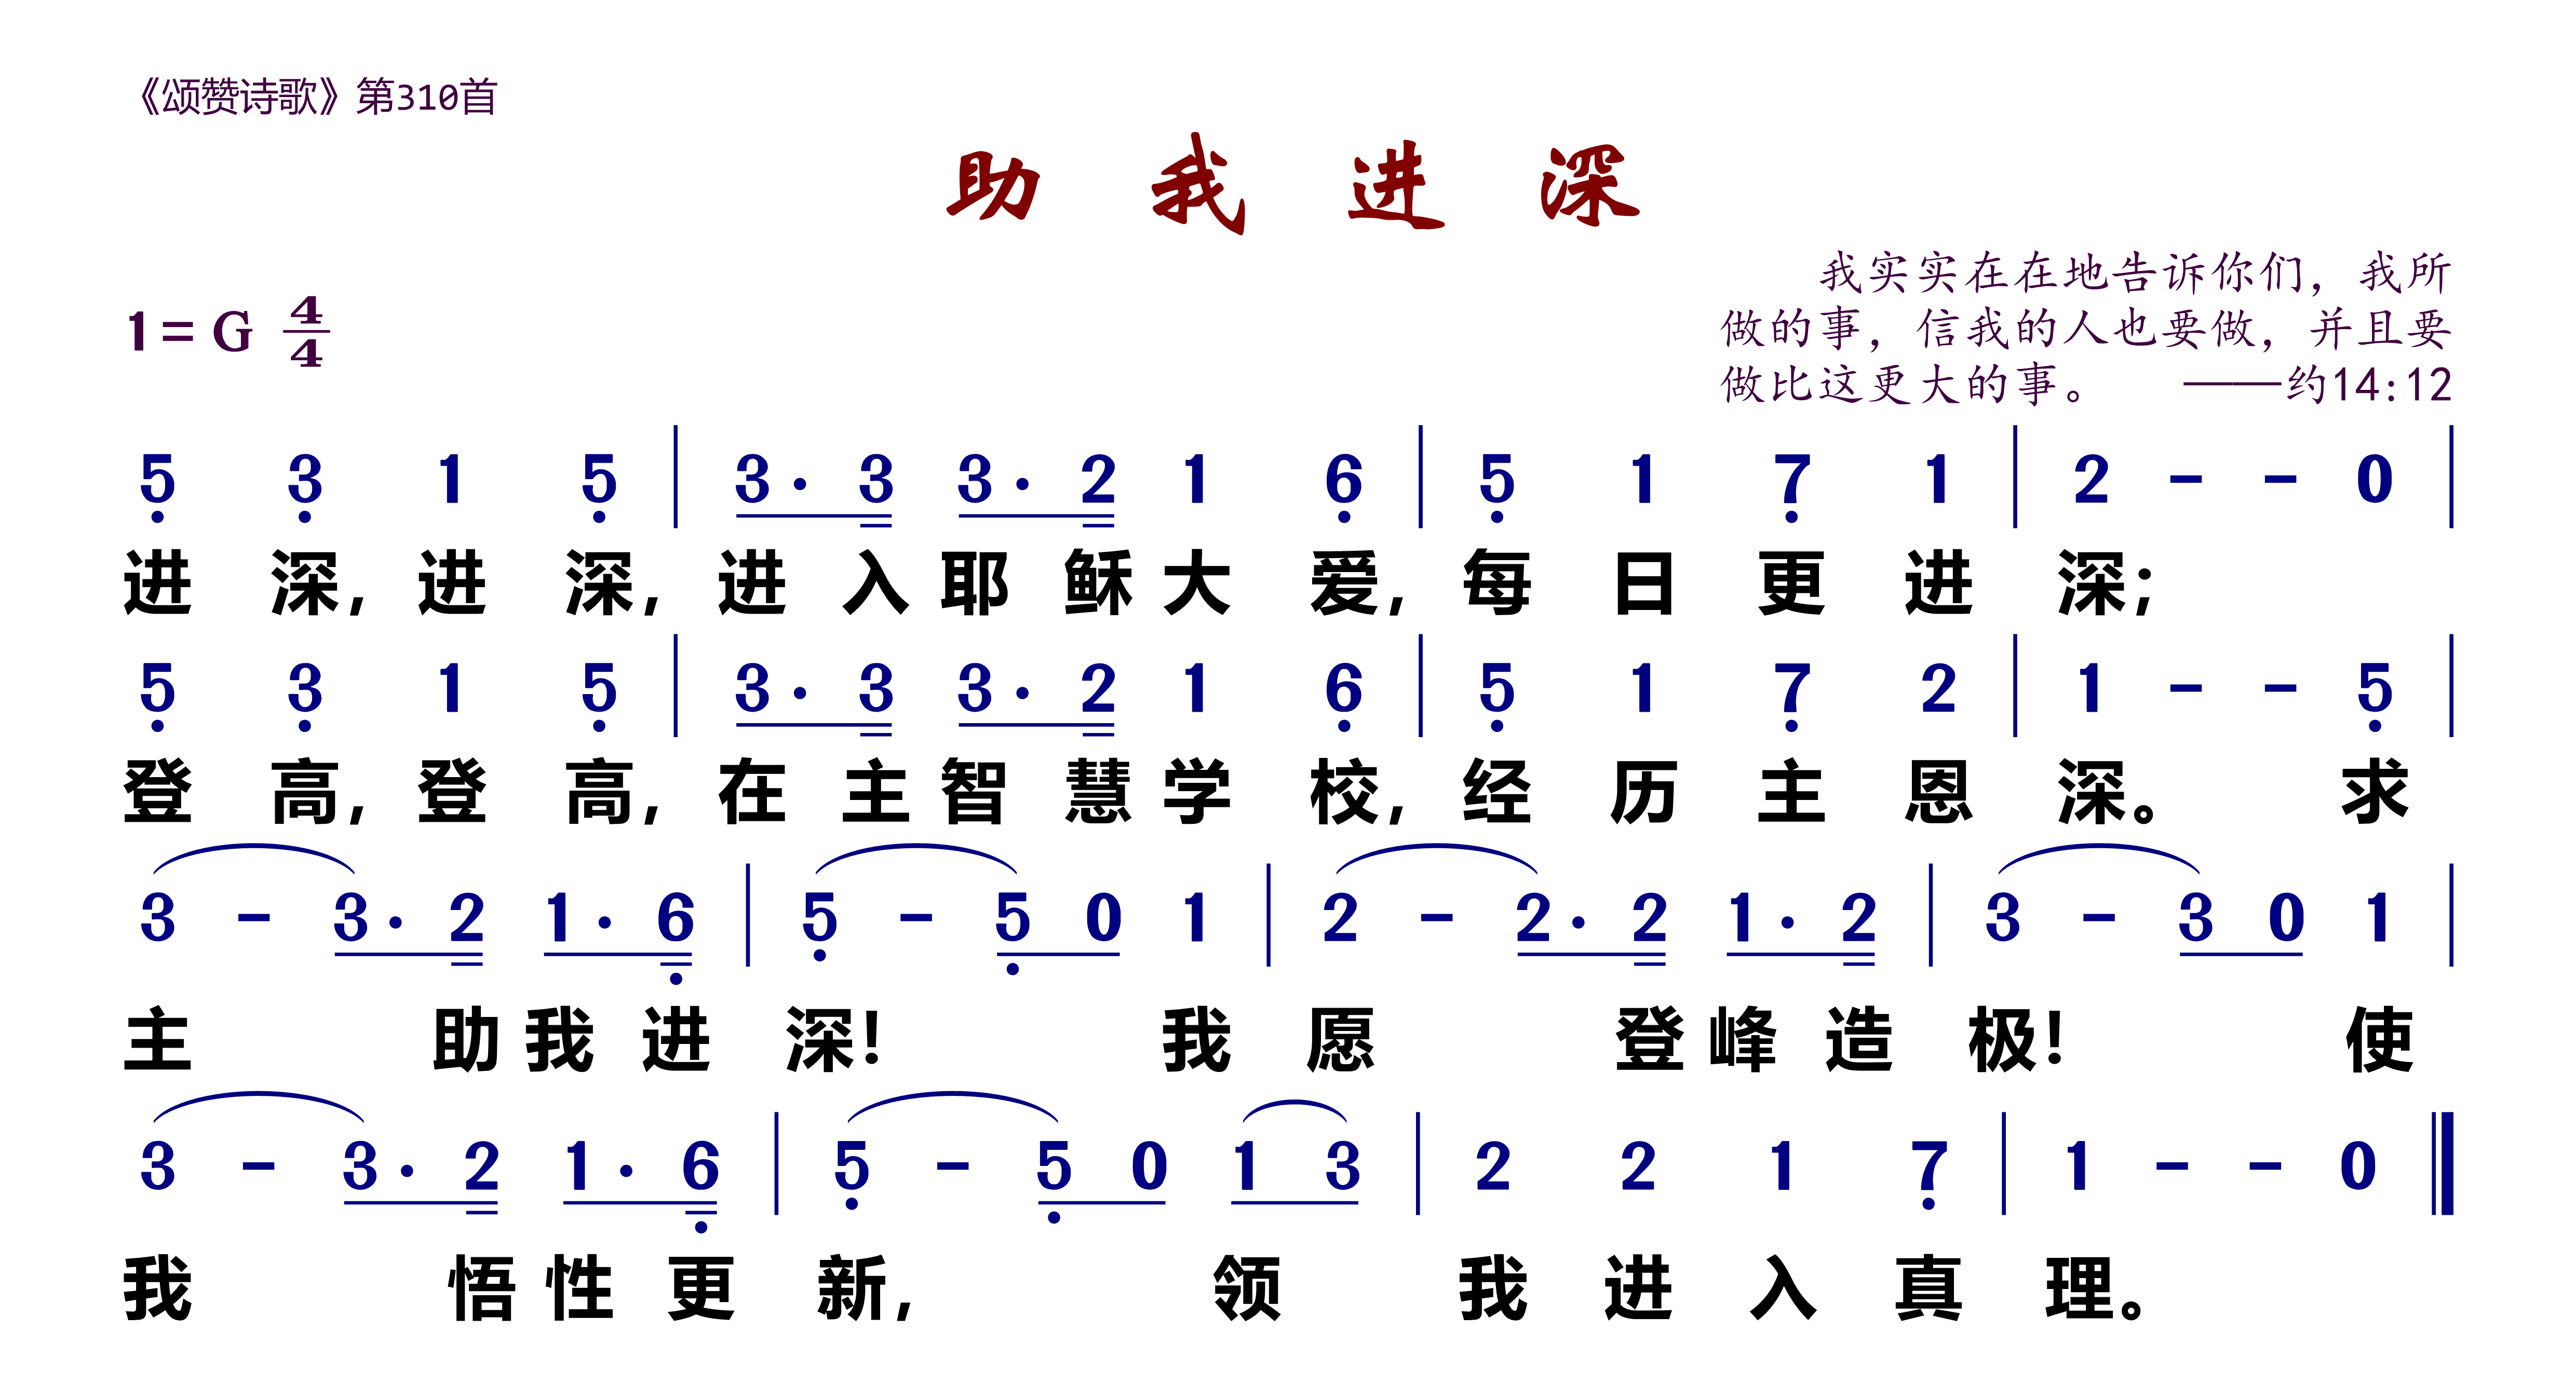 《颂赞诗歌》第310首
助 我 进 深
1= G 4/4
我实实在在地告诉你们，我所
做的事，信我的人也要做，并且要
做比这更大的事。 ——约14:12
5̣ 3̣ 1 5̣ | 3· 3 3· 2 1 6̣ | 5̣ 1 7̣ 1 | 2 - - 0 |
进 深，进 深，进 入 耶 稣 大 爱，每 日 更 进 深；
5̣ 3̣ 1 5̣ | 3· 3 3· 2 1 6̣ | 5̣ 1 7̣ 2 | 1 - - 5̣ |
登 高，登 高，在 主 智 慧 学 校，经 历 主 恩 深。 求
3 - 3· 2 1· 6̣ | 5̣ - 5̣ 0 1 | 2 - 2· 2 1· 2 | 3 - 3 0 1 |
主 助 我 进 深！ 我 愿 登 峰 造 极！ 使
3 - 3· 2 1· 6̣ | 5̣ - 5̣ 0 1 3 | 2 2 1 7̣ | 1 - - 0 ‖
我 悟 性 更 新， 领 我 进 入 真 理。